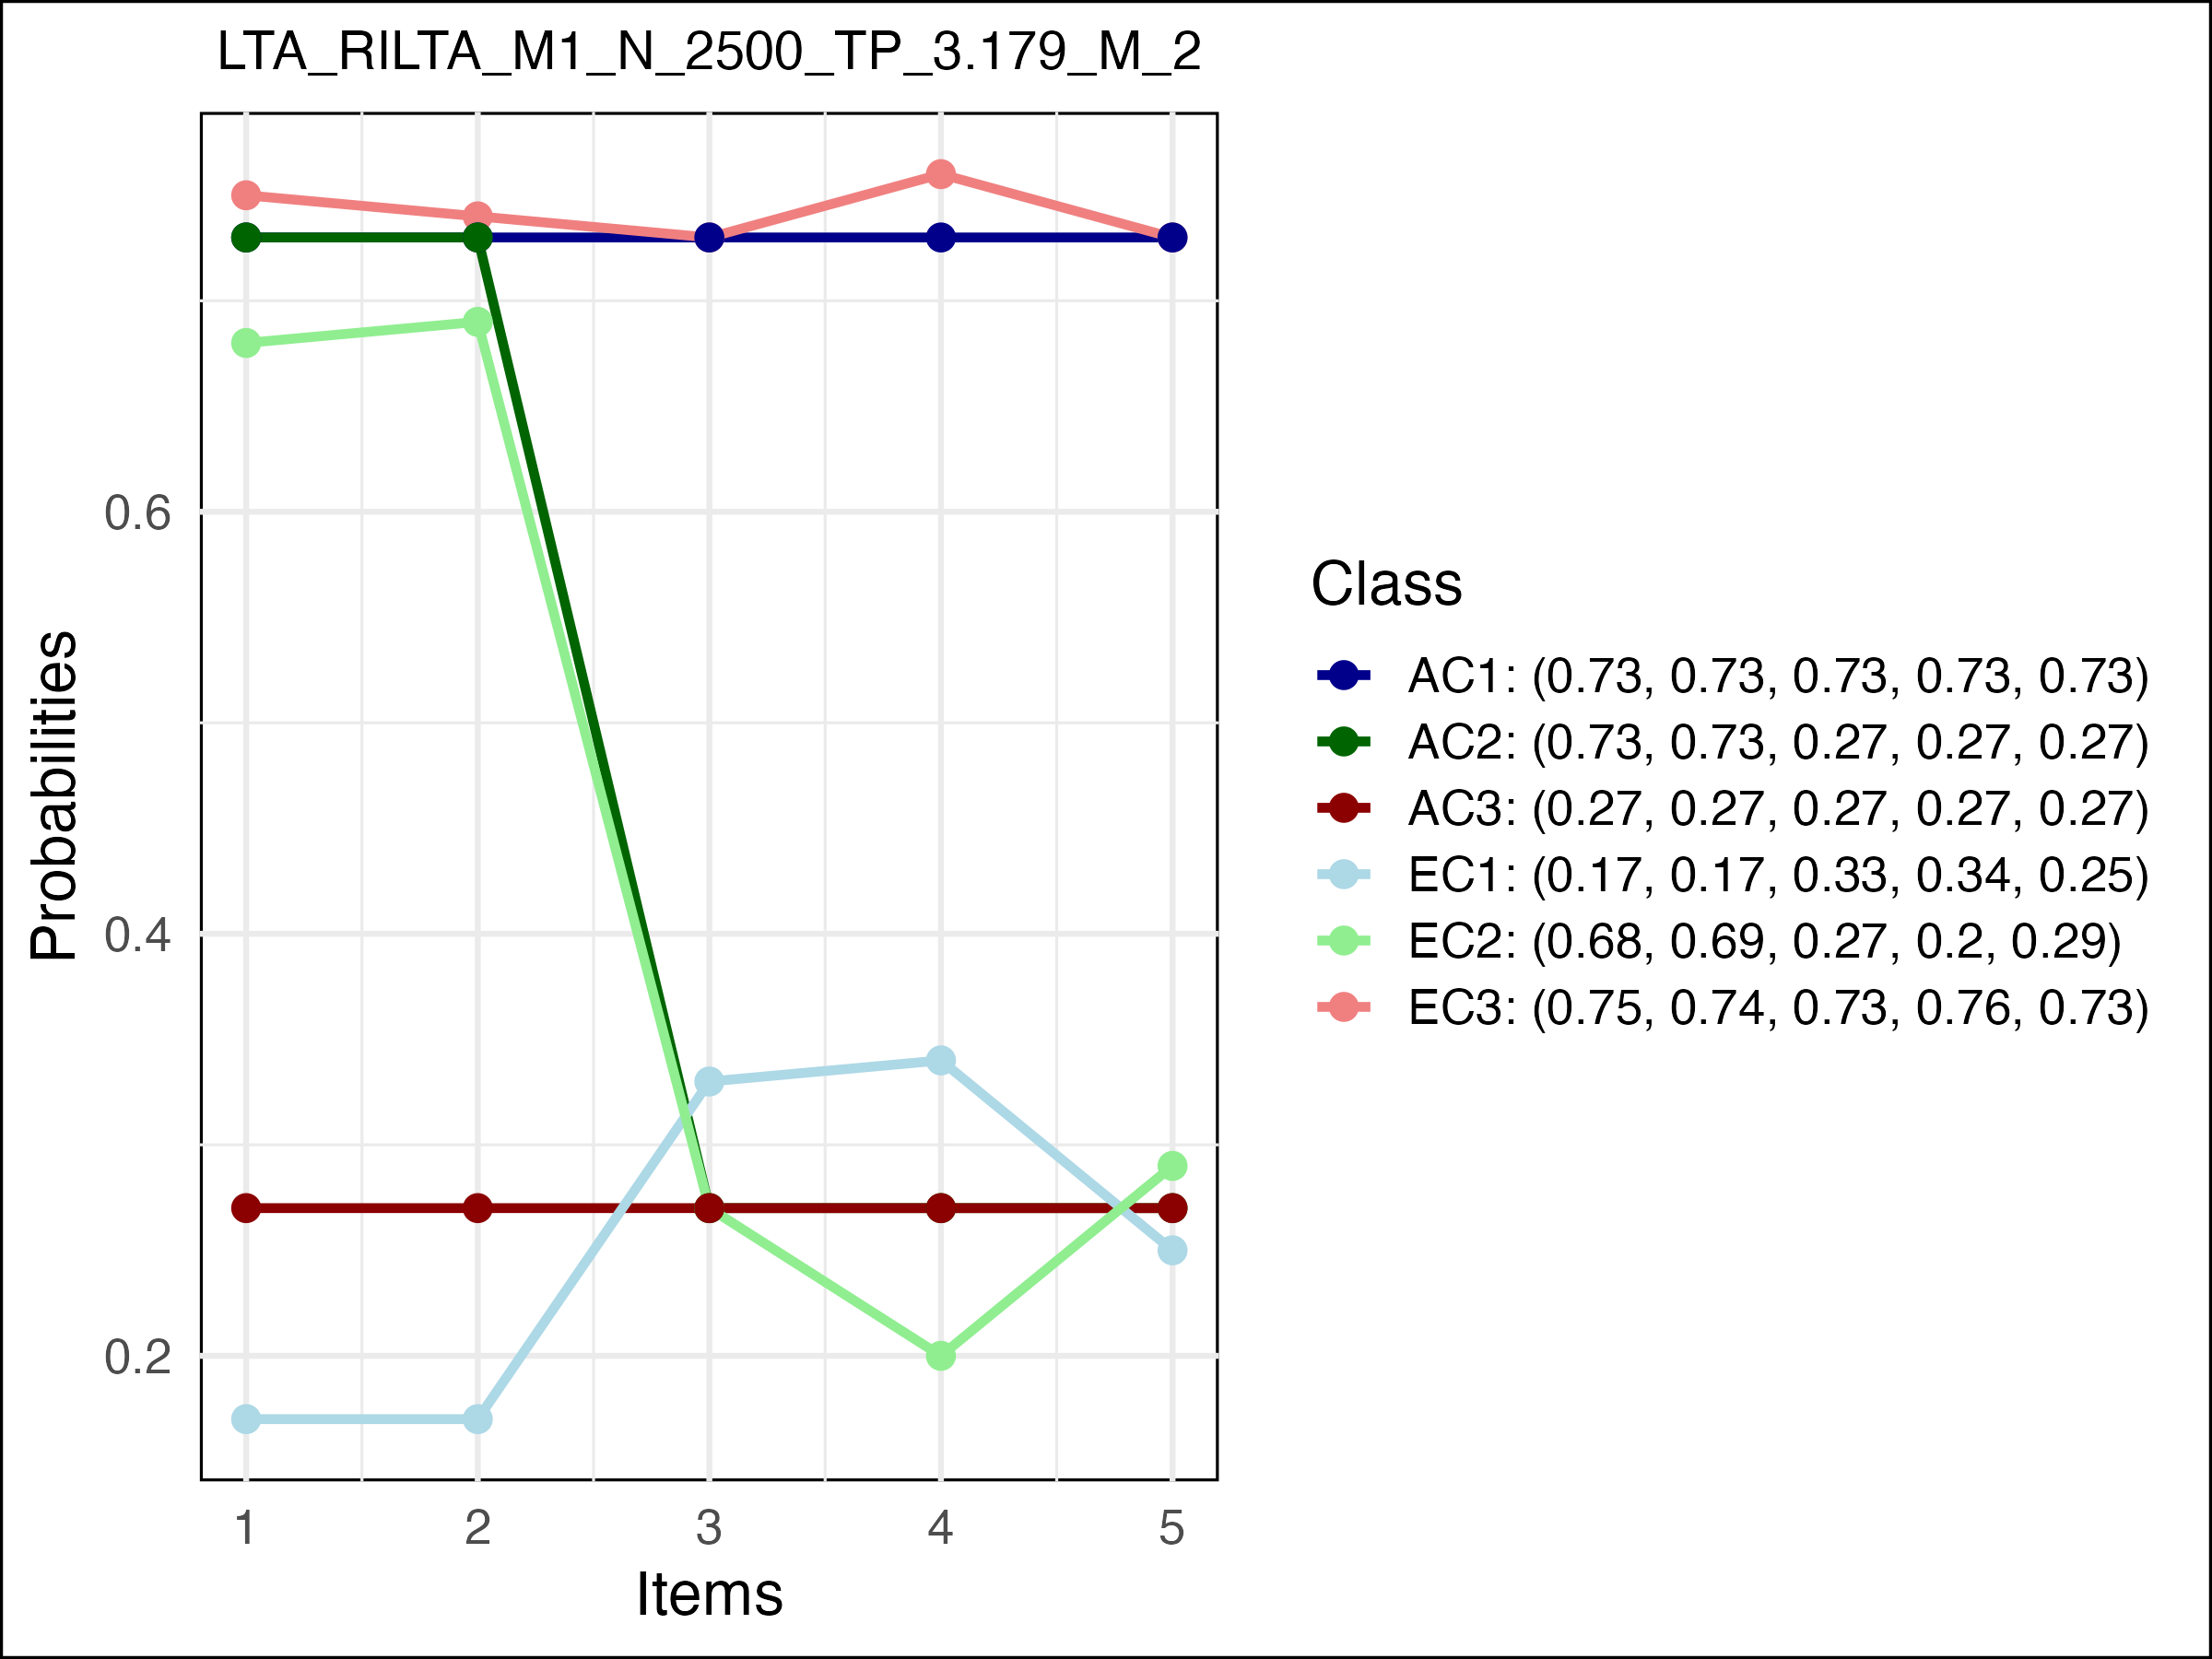 LTA_RILTA_M1_N_2500_TP_3.179_M_2
Probabilities
0.6
0.4
0.2
1 2 3 4 5
Items
Class
AC1: (0.73, 0.73, 0.73, 0.73, 0.73)
AC2: (0.73, 0.73, 0.27, 0.27, 0.27)
AC3: (0.27, 0.27, 0.27, 0.27, 0.27)
EC1: (0.17, 0.17, 0.33, 0.34, 0.25)
EC2: (0.68, 0.69, 0.27, 0.2, 0.29)
EC3: (0.75, 0.74, 0.73, 0.76, 0.73)